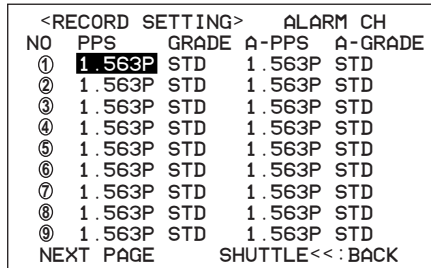 <RECORD SETTING> ALARM CH
NO PPS GRADE A-PPS A-GRADE
① 1.563P STD 1.563P STD
② 1.563P STD 1.563P STD
③ 1.563P STD 1.563P STD
④ 1.563P STD 1.563P STD
⑤ 1.563P STD 1.563P STD
⑥ 1.563P STD 1.563P STD
⑦ 1.563P STD 1.563P STD
⑧ 1.563P STD 1.563P STD
⑨ 1.563P STD 1.563P STD
NEXT PAGE SHUTTLE<<:BACK